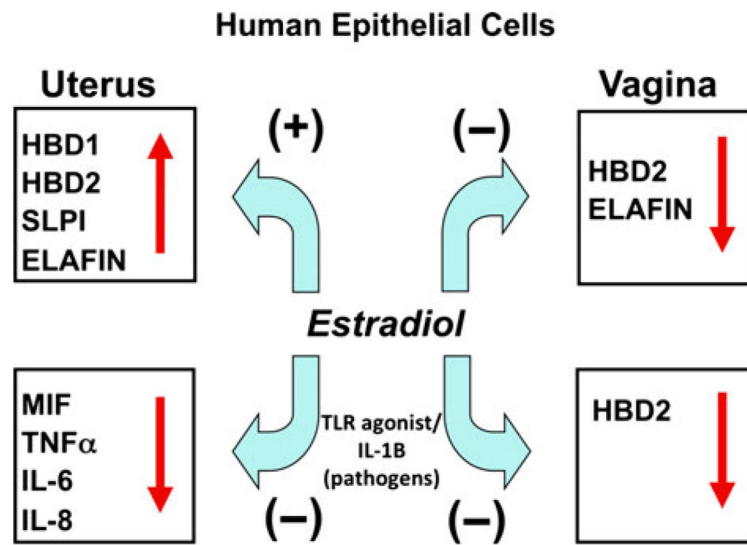 Human Epithelial Cells
Uterus
Vagina
(+)
(–)
HBD1
HBD2
SLPI
ELAFIN
HBD2
ELAFIN
Estradiol
MIF
TNFα
IL-6
IL-8
TLR agonist/
IL-1B
(pathogens)
HBD2
(–)
(–)